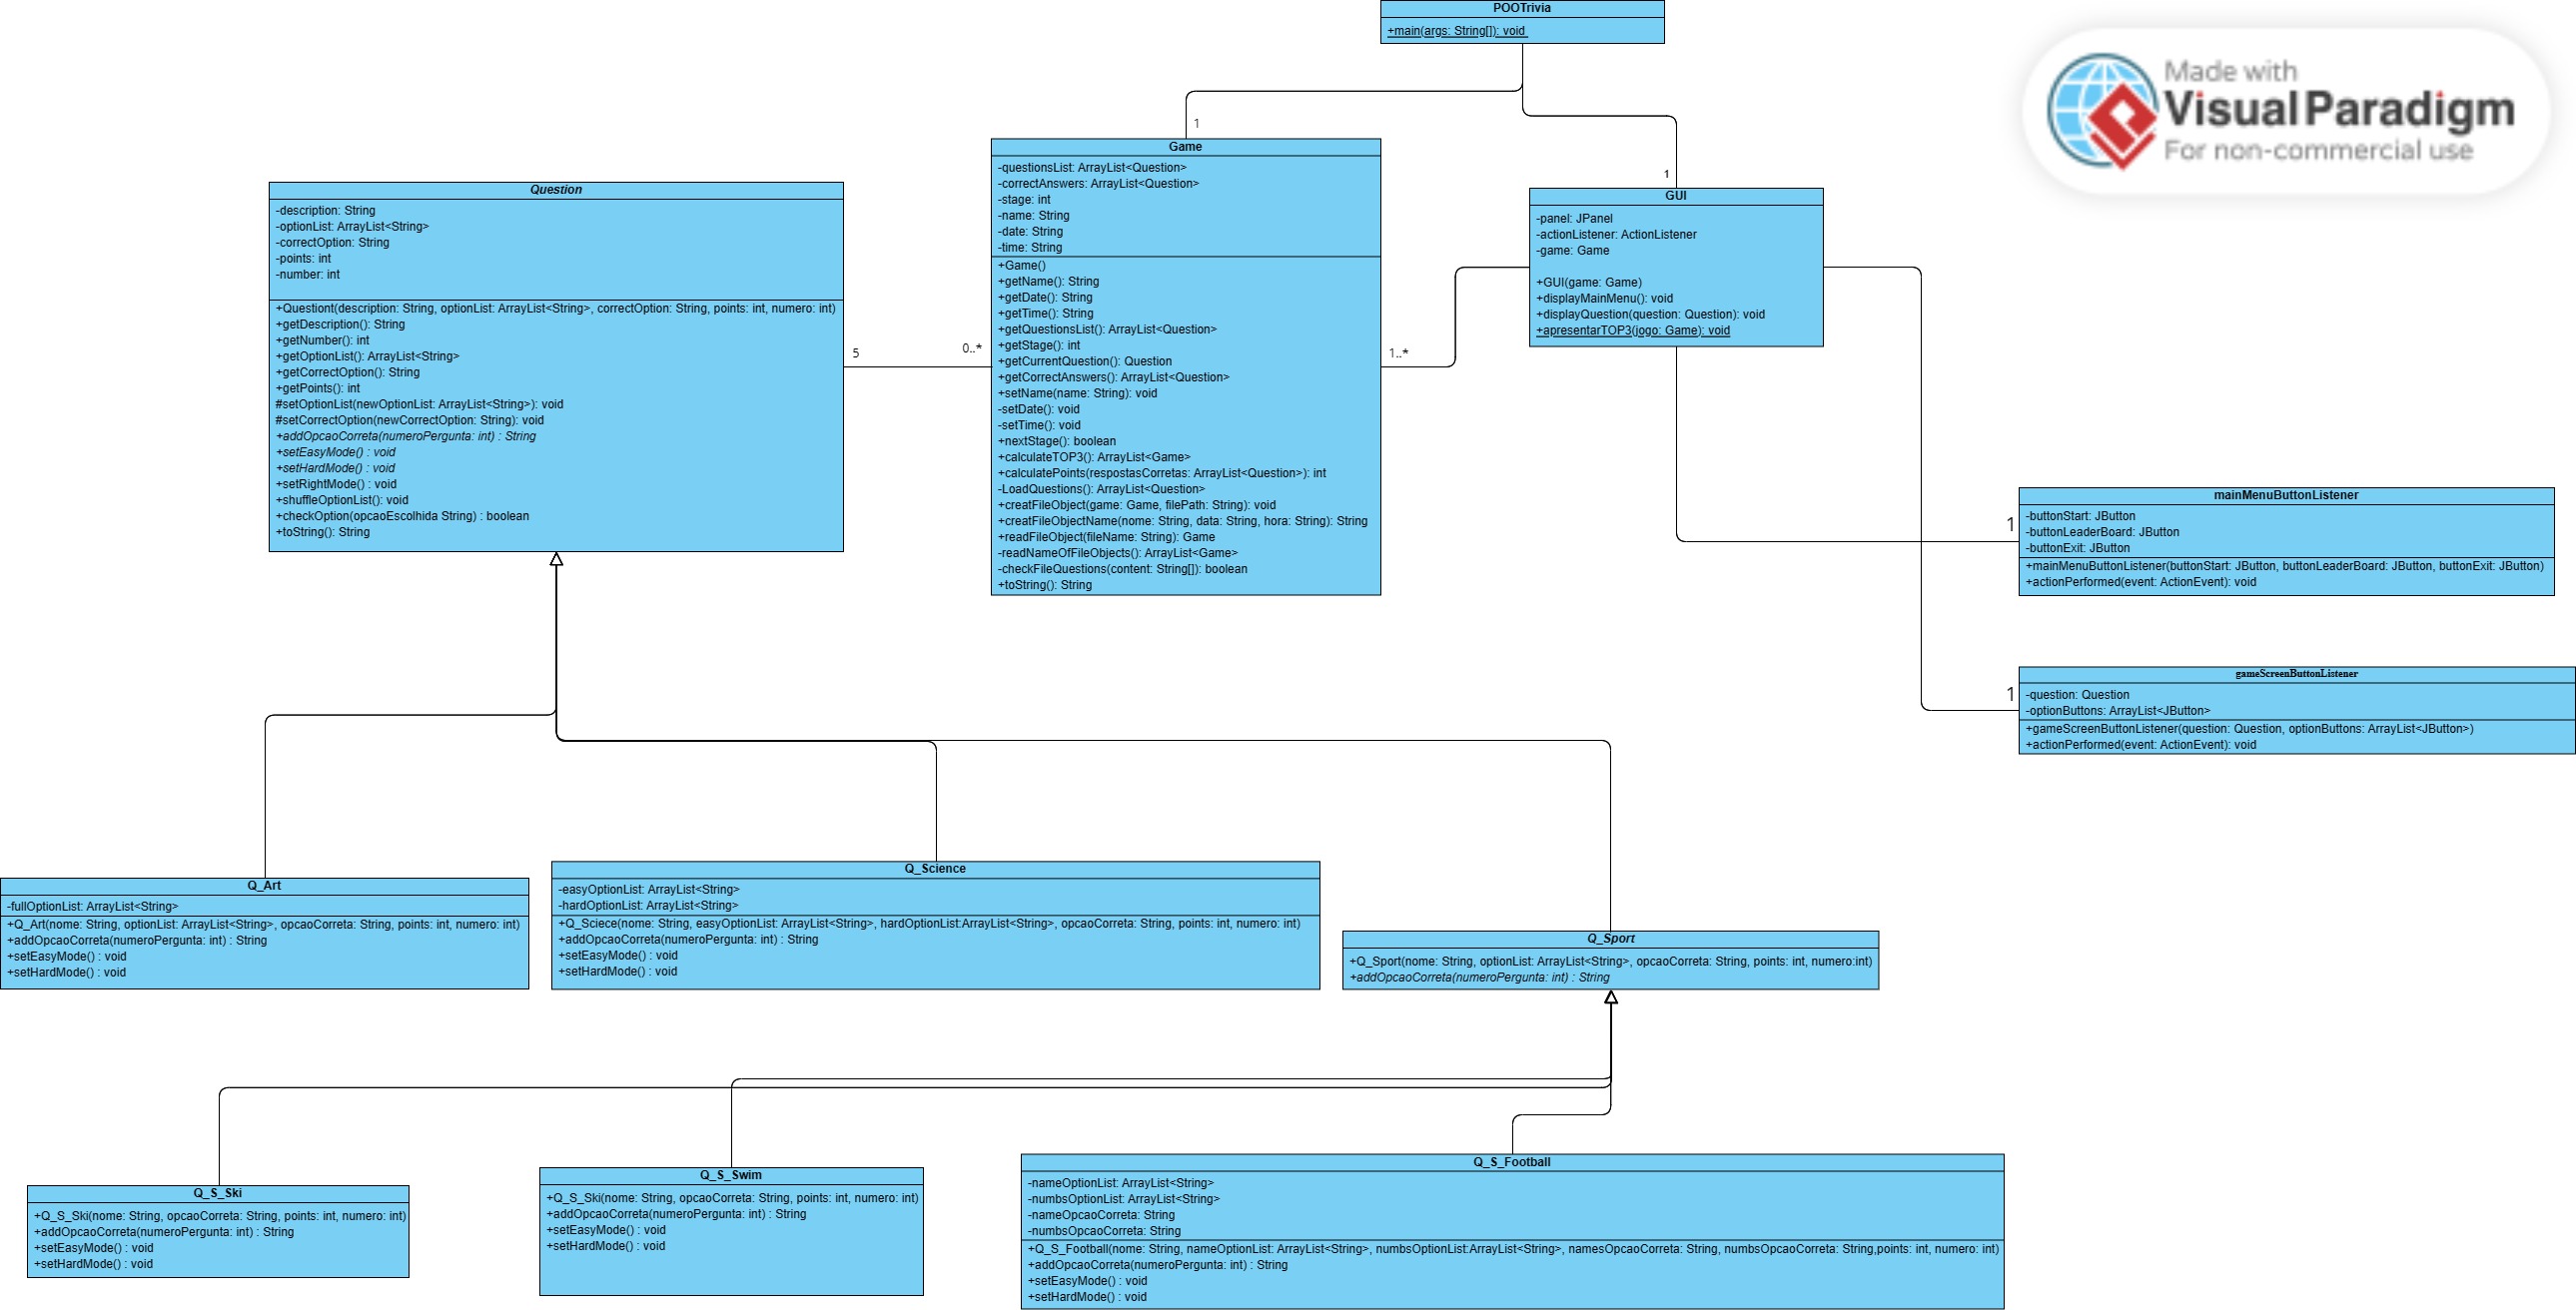 POOTrivia
+main(args: String[]): void
Made with
Visual Paradigm
For non-commercial use
1
1
Game
-questionsList: ArrayList<Question>
-correctAnswers: ArrayList<Question>
-stage: int
-name: String
-date: String
-time: String
+Game()
+getName(): String
+getDate(): String
+getTime(): String
+getQuestionsList(): ArrayList<Question>
+getStage(): int
+getCurrentQuestion: Question
+getCorrectAnswers(): ArrayList<Question>
+setName(name: String): void
-setDate(): void
-setTime(): void
+nextStage(): boolean
+calculateTOP3(): ArrayList<Game>
+calculatePoints(respostasCorretas: ArrayList<Question>): int
-LoadQuestions(): ArrayList<Question>
+creatFileObject(game: Game, filePath: String): void
+creatFileObjectName(nome: String, data: String, hora: String): String
+readFileObject(fileName: String): Game
-readNameOfFileObjects(): ArrayList<Game>
-checkFileQuestions(content: String[]): boolean
+toString(): String
Question
-description: String
-optionList: ArrayList<String>
-correctOption: String
-points: int
-number: int
+Questiont(description: String, optionList: ArrayList<String>, correctOption: String, points: int, numero: int)
+getDescription(): String
+getNumber(): int
+getOptionList(): ArrayList<String>
+getCorrectOption(): String
+getPoints(): int
#setOptionList(newOptionList: ArrayList<String>): void
#setCorrectOption(newCorrectOption: String): void
+addOpcaoCorreta(numeroPergunta: int) : String
+setEasyMode() : void
+setHardMode() : void
+setRightMode() : void
+shuffleOptionList(): void
+checkOption(opcaoEscolhida String) : boolean
+toString(): String
5
0..*
1..*
GUI
-panel: JPanel
-actionListener: ActionListener
-game: Game
+GUI(game: Game)
+displayMainMenu(): void
+displayQuestion(question: Question): void
+apresentarTOP3(jogo: Game): void
1
mainMenuButtonListener
-buttonStart: JButton
-buttonLeaderBoard: JButton
-buttonExit: JButton
+mainMenuButtonListener(buttonStart: JButton, buttonLeaderBoard: JButton, buttonExit: JButton)
+actionPerformed(event: ActionEvent): void
1
gameScreenButtonListener
-question: Question
-optionButtons: ArrayList<JButton>
+gameScreenButtonListener(question: Question, optionButtons: ArrayList<JButton>)
+actionPerformed(event: ActionEvent): void
Q_Art
-fullOptionList: ArrayList<String>
+Q_Art(nome: String, optionList: ArrayList<String>, opcaoCorreta: String, points: int, numero: int)
+addOpcaoCorreta(numeroPergunta: int) : String
+setEasyMode() : void
+setHardMode() : void
Q_Science
-easyOptionList: ArrayList<String>
-hardOptionList: ArrayList<String>
+Q_Sciece(nome: String, easyOptionList: ArrayList<String>, hardOptionList:ArrayList<String>, opcaoCorreta: String, points: int, numero: int)
+addOpcaoCorreta(numeroPergunta: int) : String
+setEasyMode() : void
+setHardMode() : void
Q_Sport
+Q_Sport(nome: String, optionList: ArrayList<String>, opcaoCorreta: String, points: int, numero:int)
+addOpcaoCorreta(numeroPergunta: int) : String
Q_S_Ski
+Q_S_Ski(nome: String, opcaoCorreta: String, points: int, numero: int)
+addOpcaoCorreta(numeroPergunta: int) : String
+setEasyMode() : void
+setHardMode() : void
Q_S_Swim
+Q_S_Ski(nome: String, opcaoCorreta: String, points: int, numero: int)
+addOpcaoCorreta(numeroPergunta: int) : String
+setEasyMode() : void
+setHardMode() : void
Q_S_Football
-nameOptionList: ArrayList<String>
-numbsOptionList: ArrayList<String>
-nameOpcaoCorreta: String
-numbsOpcaoCorreta: String
+Q_S_Football(nome: String, nameOptionList: ArrayList<String>, numbsOptionList:ArrayList<String>, namesOpcaoCorreta: String, numbsOpcaoCorreta: String,points: int, numero: int)
+addOpcaoCorreta(numeroPergunta: int) : String
+setEasyMode() : void
+setHardMode() : void